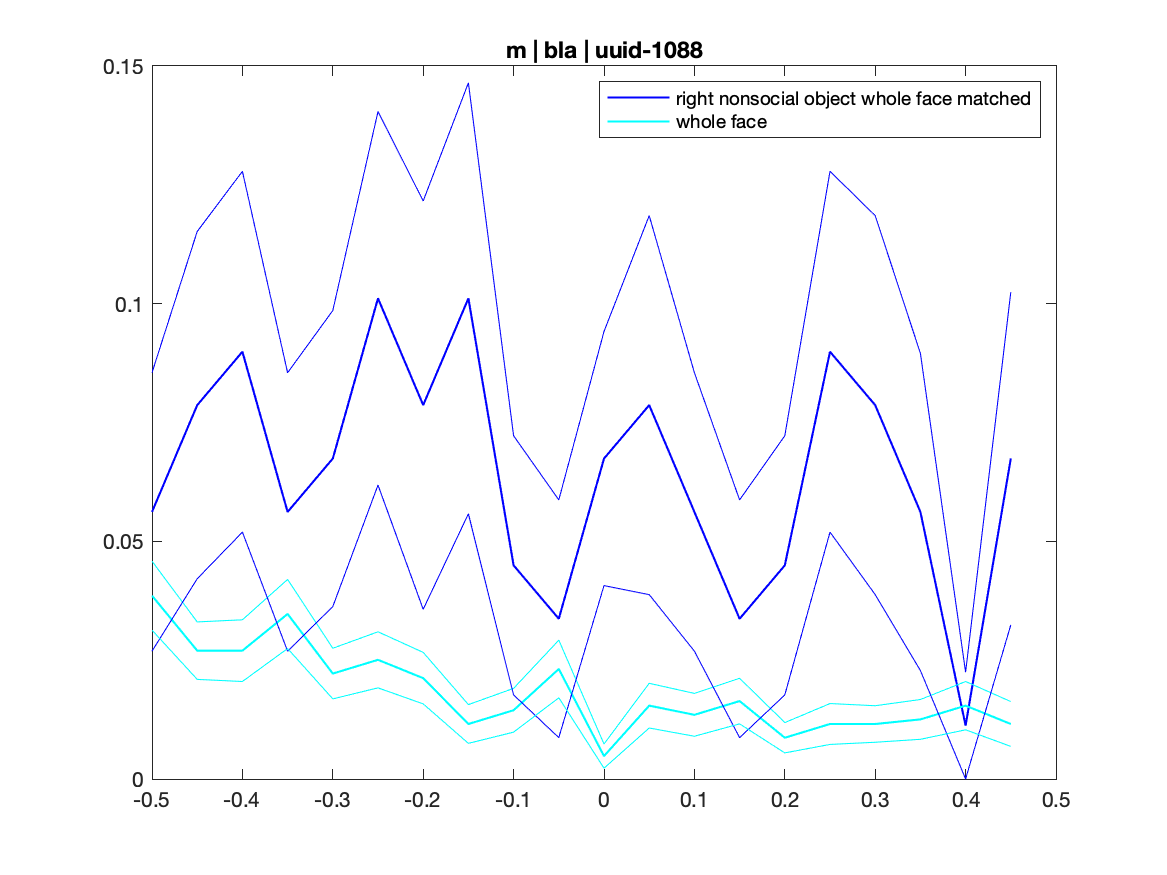 m | bla | uuid-1088
right nonsocial object whole face matched
whole face
0.15
0.1
0.05
0
-0.5 -0.4 -0.3 -0.2 -0.1 0 0.1 0.2 0.3 0.4 0.5